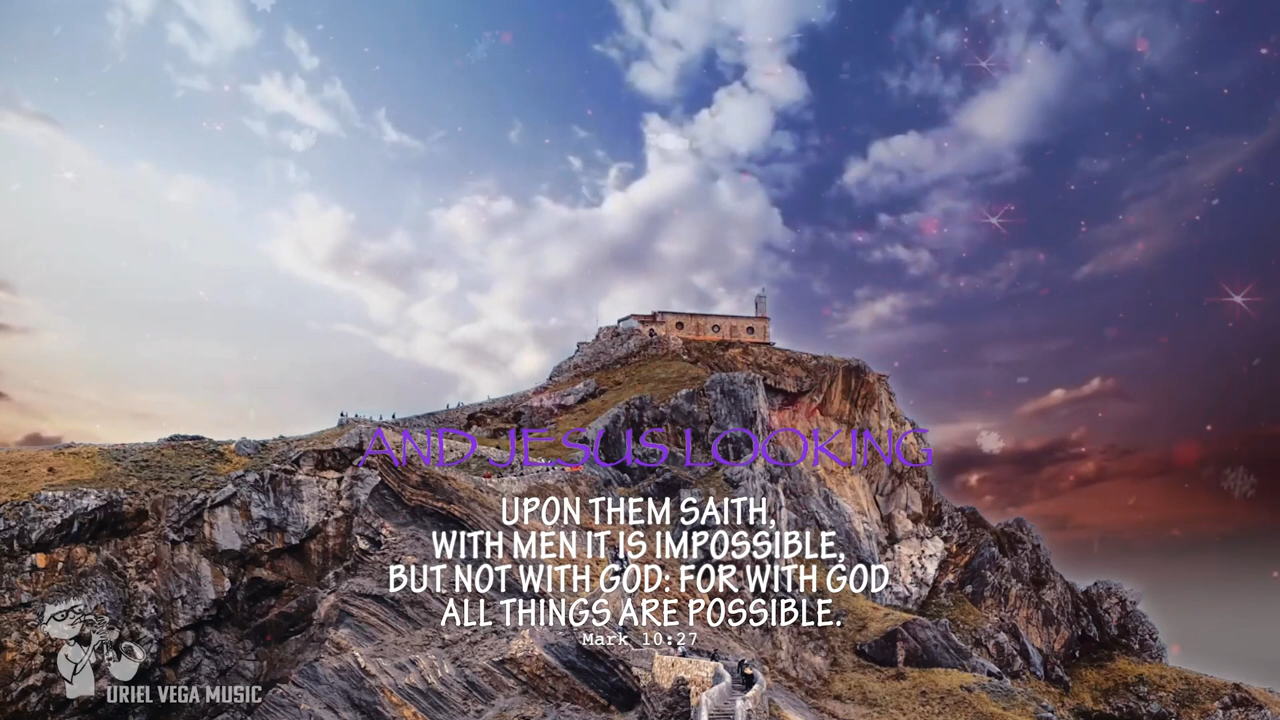 AND JESUS LOOKING
UPON THEM SAITH,
WITH MEN IT IS IMPOSSIBLE,
BUT NOT WITH GOD: FOR WITH GOD
ALL THINGS ARE POSSIBLE.
Mark 10:27
URIEL VEGA MUSIC